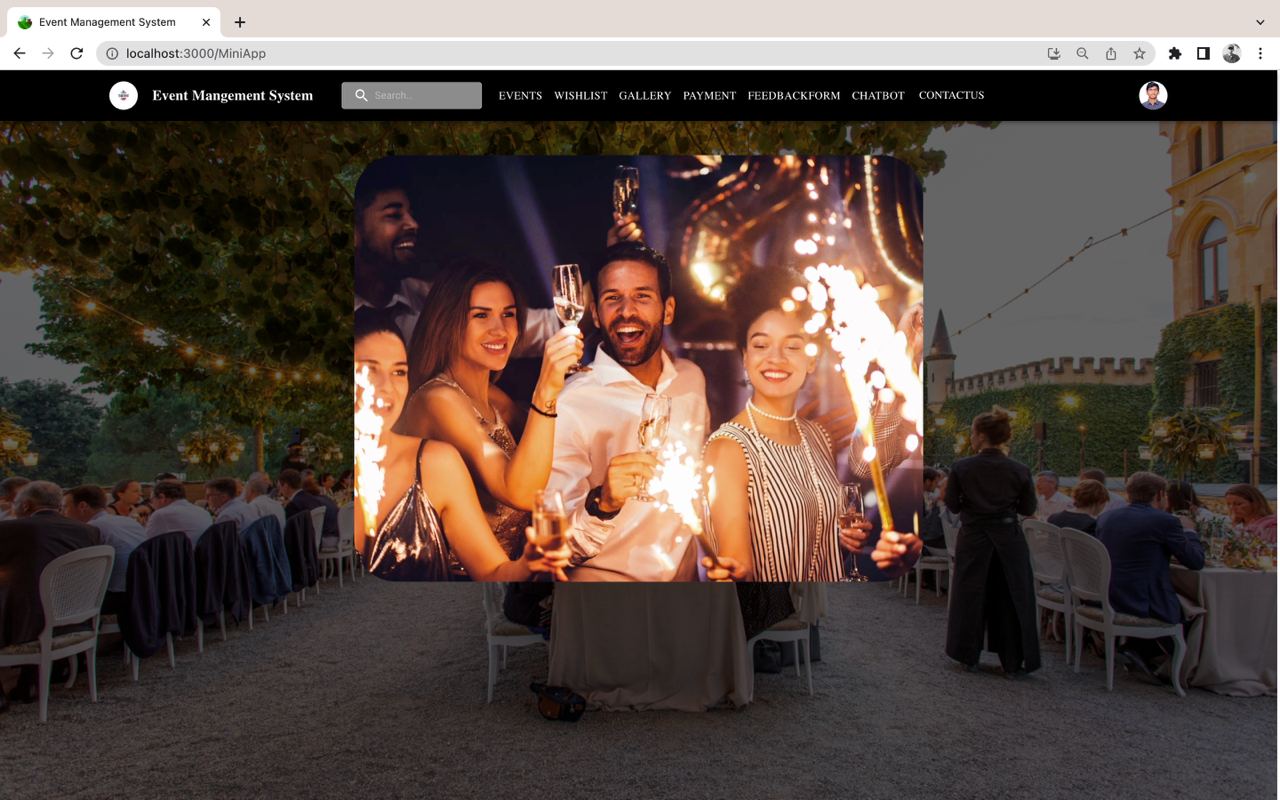 Event Management System
localhost:3000/MiniApp
Event Mangement System
Search…
EVENTS WISHLIST GALLERY PAYMENT FEEDBACKFORM CHATBOT CONTACTUS